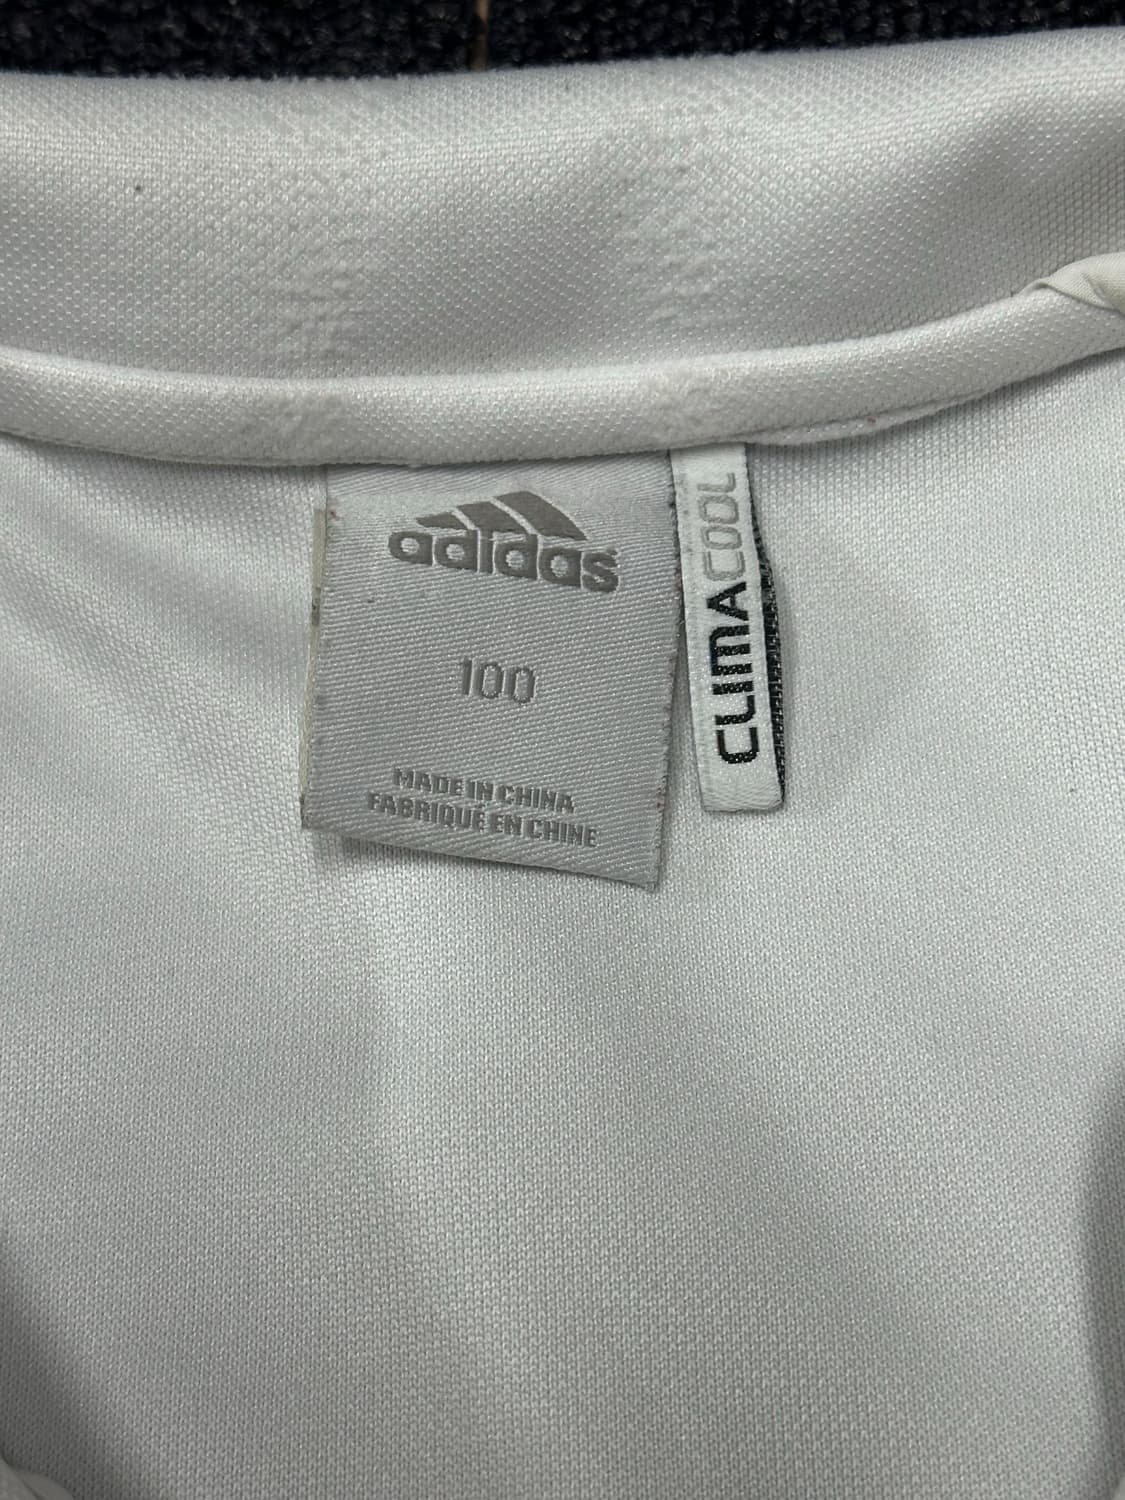 adidas
100
MADE IN CHINA
FABRIQUÉ EN CHINE
CLIMACOOL